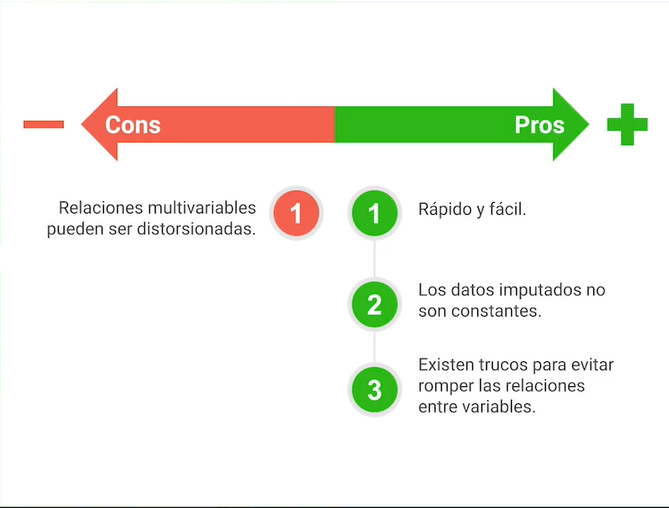 Cons
Pros
Relaciones multivariables
pueden ser distorsionadas.
1
1
Rápido y fácil.
2
Los datos imputados no
son constantes.
3
Existen trucos para evitar
romper las relaciones
entre variables.